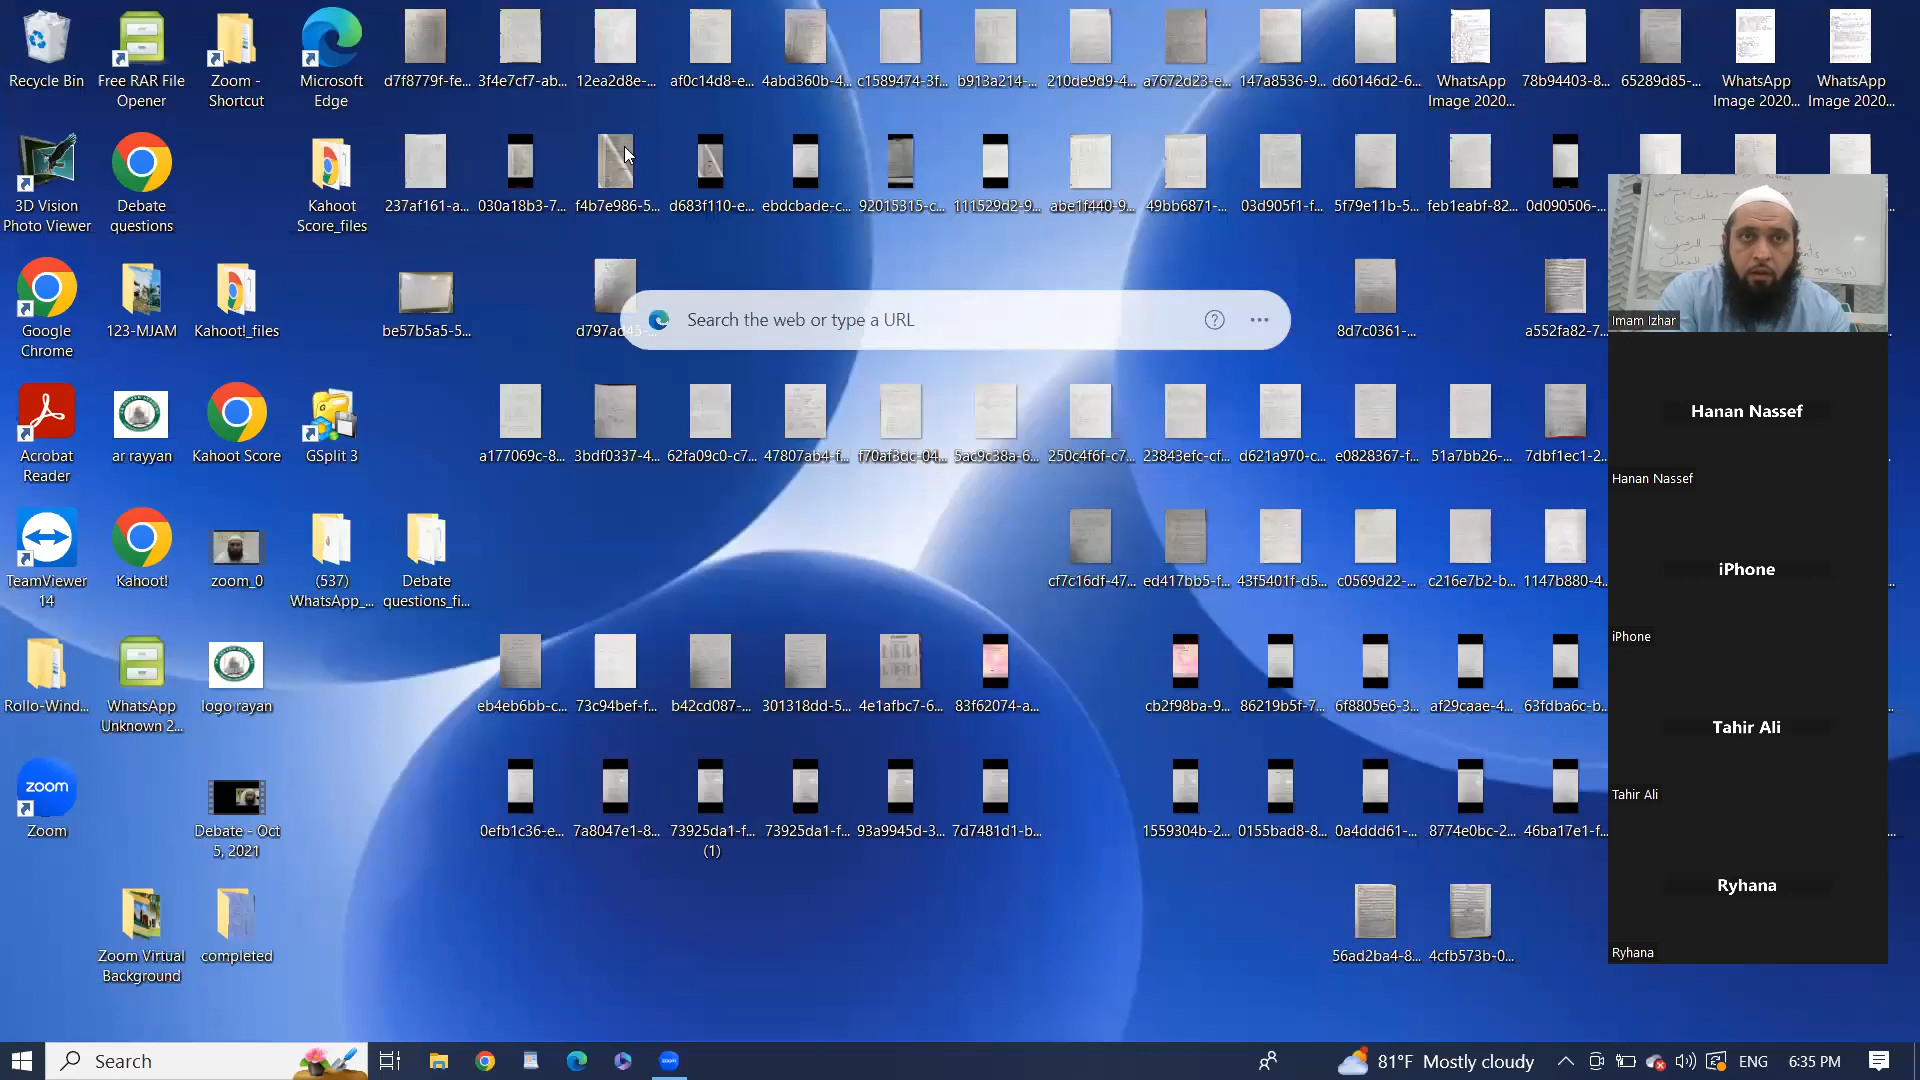 Recycle Bin
Free RAR File Opener
Zoom - Shortcut
Microsoft Edge
d7f8779f-fe...
3f4e7cf7-ab...
12ea2d8e-...
af0c14d8-e...
4abd360b-4...
c1589474-3f...
b913a214-...
210de9d9-4...
a7672d23-e...
147a8536-9...
d60146d2-6...
WhatsApp Image 2020...
78b94403-8...
65289d85-...
WhatsApp Image 2020...
WhatsApp Image 2020...
3D Vision Photo Viewer
Debate questions
Kahoot Score_files
237af161-a...
030a18b3-7...
f4b7e986-5...
d683f110-e...
ebdcbade-c...
92015315-c...
111529d2-9...
abe1f440-9...
49bb6871-...
03d905f1-f...
5f79e11b-5...
feb1eabf-82...
0d090506-...
Google Chrome
123-MJAM
Kahoot!_files
be57b5a5-5...
d797ad45-
Search the web or type a URL
8d7c0361-...
a552fa82-7...
Imam Izhar
Acrobat Reader
ar rayyan
Kahoot Score
GSplit 3
a177069c-8...
3bdf0337-4...
62fa09c0-c7...
47807ab4-f...
f70af3dc-04...
5ac9c38a-6...
250c4f6f-c7...
23843efc-cf...
d621a970-c...
e0828367-f...
51a7bb26-...
7dbf1ec1-2...
Hanan Nassef
Hanan Nassef
TeamViewer 14
Kahoot!
zoom_0
(537) WhatsApp_...
Debate questions_fi...
cf7c16df-47...
ed417bb5-f...
43f5401f-d5...
c0569d22-...
c216e7b2-b...
1147b880-4...
iPhone
iPhone
Rollo-Wind...
WhatsApp Unknown 2...
logo rayan
eb4eb6bb-c...
73c94bef-f...
b42cd087-...
301318dd-5...
4e1afbc7-6...
83f62074-a...
cb2f98ba-9...
86219b5f-7...
6f8805e6-3...
af29caae-4...
63fdba6c-b...
Tahir Ali
Tahir Ali
zoom
Zoom
Debate - Oct 5, 2021
0efb1c36-e...
7a8047e1-8...
73925da1-f...
73925da1-f... (1)
93a9945d-3...
7d7481d1-b...
1559304b-2...
0155bad8-8...
0a4ddd61-...
8774e0bc-2...
46ba17e1-f...
Ryhana
Ryhana
Zoom Virtual Background
completed
56ad2ba4-8...
4cfb573b-0...
Search
81°F Mostly cloudy
ENG
6:35 PM